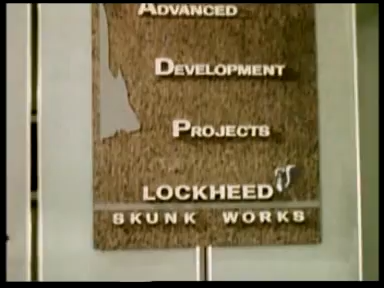 ADVANCED
DEVELOPMENT
PROJECTS
LOCKHEED
SKUNK WORKS